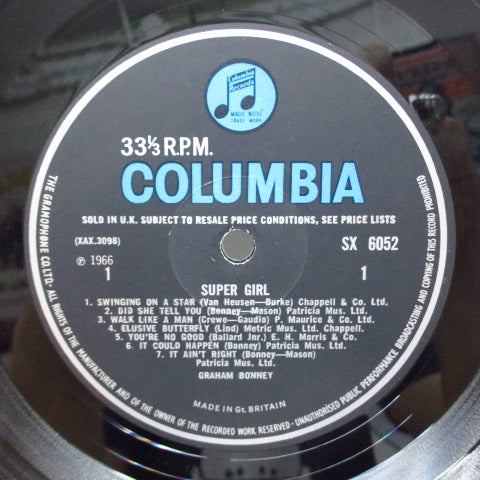 Columbia
Records
MAGIC NOTES
TRADE MARK
33⅓ R.P.M.
COLUMBIA
SOLD IN U.K. SUBJECT TO RESALE PRICE CONDITIONS, SEE PRICE LISTS
(XAX.3098)
SX 6052
℗ 1966
1
1
SUPER GIRL
1. SWINGING ON A STAR (Van Heusen—Burke) Chappell & Co. Ltd.
2. DID SHE TELL YOU (Bonney—Mason) Patricia Mus. Ltd.
3. WALK LIKE A MAN (Crewe—Gaudio) P. Maurice & Co. Ltd.
4. ELUSIVE BUTTERFLY (Lind) Metric Mus. Ltd. Chappell.
5. YOU'RE NO GOOD (Ballard Jnr.) E. H. Morris & Co.
6. IT COULD HAPPEN (Bonney) Patricia Mus. Ltd.
7. IT AIN'T RIGHT (Bonney—Mason)
Patricia Mus. Ltd.
GRAHAM BONNEY
MADE IN Gt. BRITAIN
THE GRAMOPHONE CO. LTD. · ALL RIGHTS OF THE MANUFACTURER AND OF THE OWNER OF THE RECORDED WORK RESERVED · UNAUTHORISED PUBLIC PERFORMANCE BROADCASTING AND COPYING OF THIS RECORD PROHIBITED